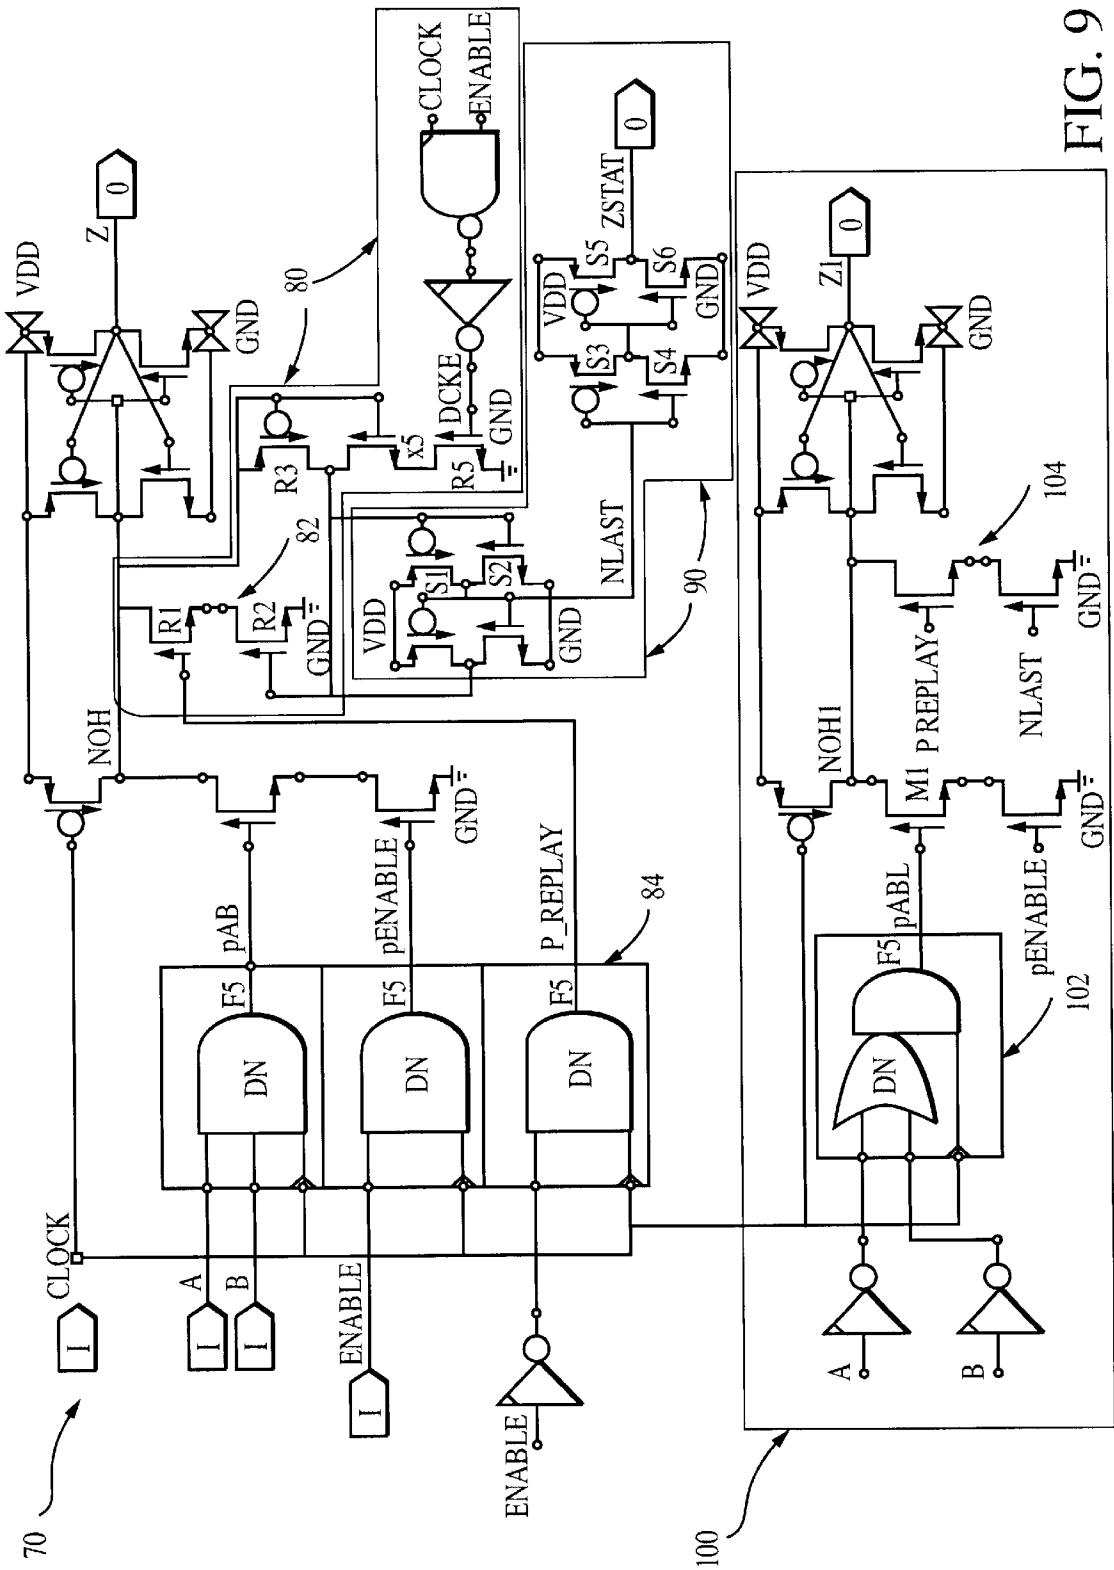 70
CLOCK
I
A
I
B
I
ENABLE
I
ENABLE
DN
F5
pAB
DN
F5
pENABLE
DN
F5
P_REPLAY
84
NOH
GND
VDD
Z
0
GND
R1
R2
GND
82
80
R3
x5
R5
GND
DCKE
CLOCK
ENABLE
VDD
S1
S2
GND
NLAST
90
VDD
S3
S4
S5
S6
GND
ZSTAT
0
100
A
B
DN
F5
102
pABL
pENABLE
M1
GND
NOH1
P REPLAY
NLAST
GND
104
VDD
Z1
0
GND
FIG. 9